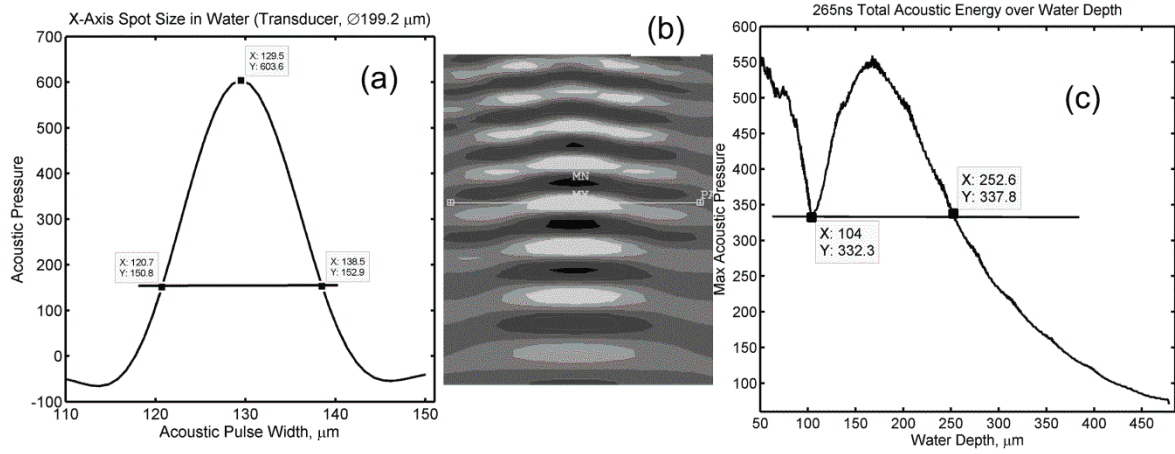 X-Axis Spot Size in Water (Transducer, Ø199.2 µm)
700
600
500
400
300
200
100
0
-100
110
120
130
140
150
Acoustic Pressure
Acoustic Pulse Width, µm
X: 129.5
Y: 603.6
X: 120.7
Y: 150.8
X: 138.5
Y: 152.9
(a)
(b)
MN
MX
265ns Total Acoustic Energy over Water Depth
600
550
500
450
400
350
300
250
200
150
100
50
100
150
200
250
300
350
400
450
Max Acoustic Pressure
Water Depth, µm
X: 252.6
Y: 337.8
X: 104
Y: 332.3
(c)